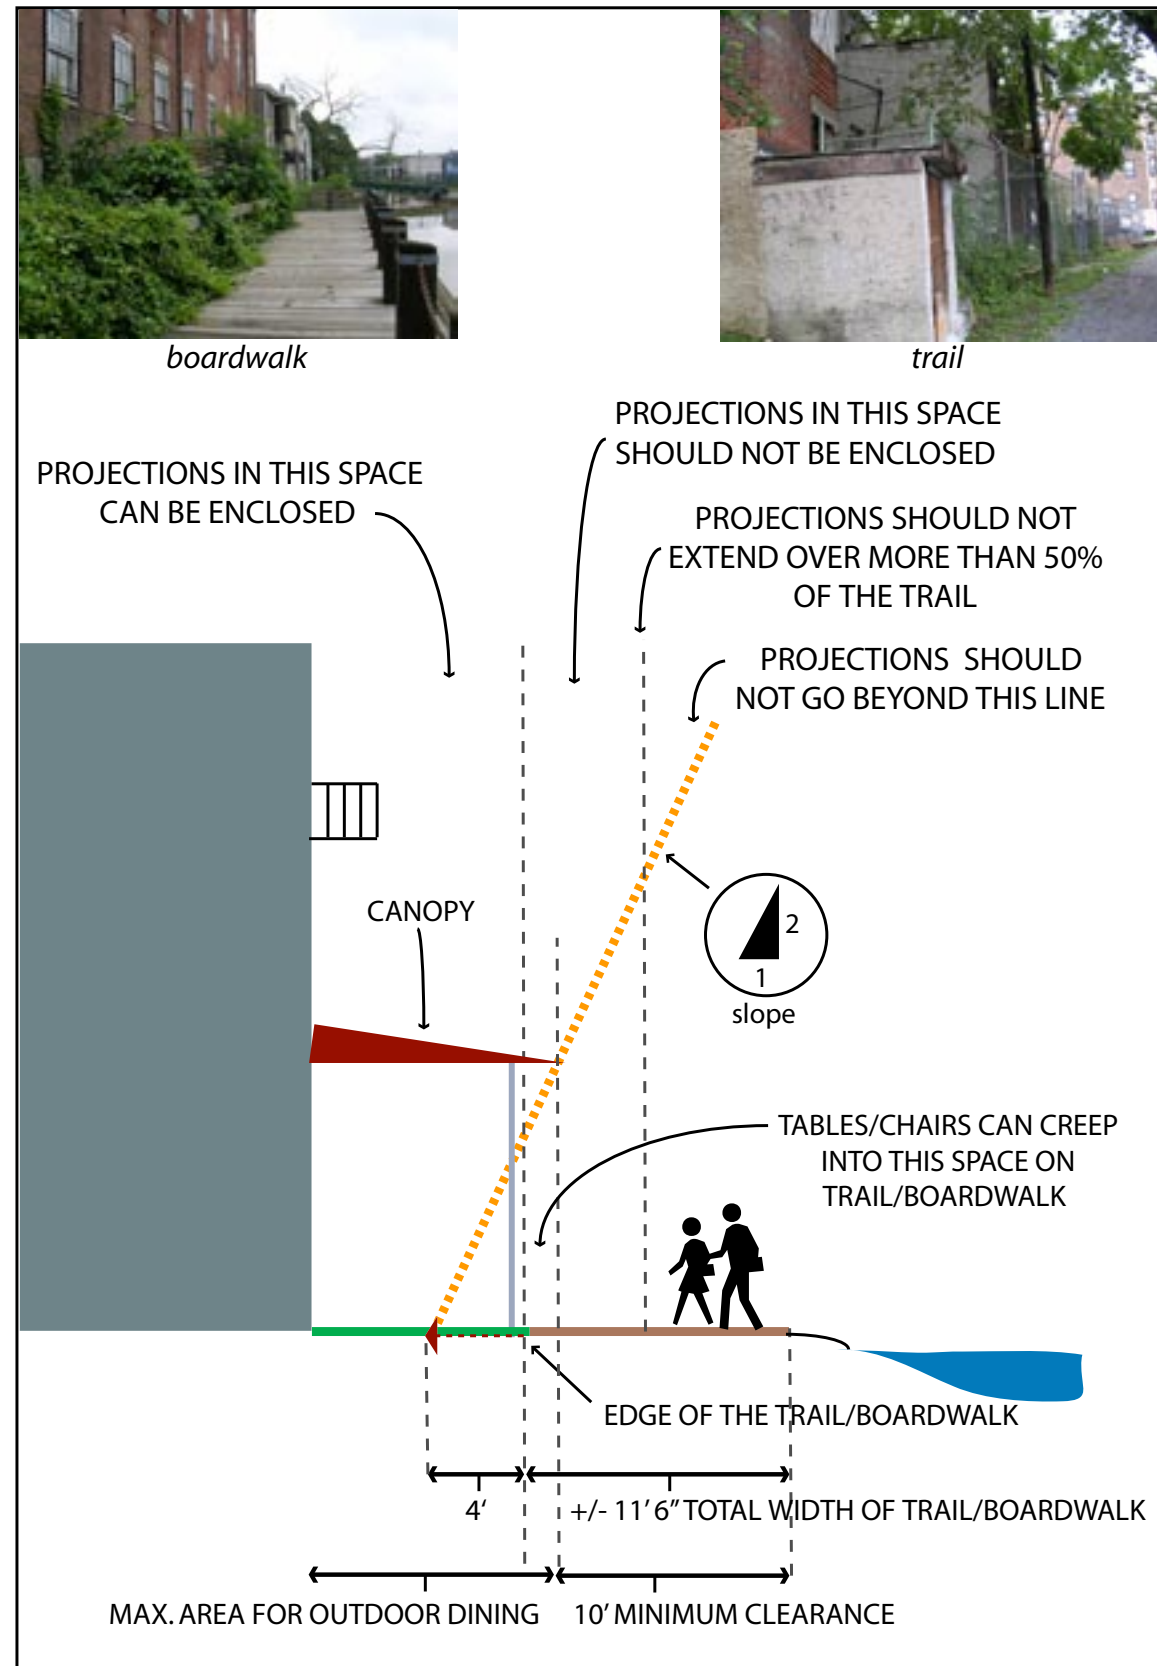 boardwalk
trail
PROJECTIONS IN THIS SPACE
SHOULD NOT BE ENCLOSED
PROJECTIONS IN THIS SPACE
CAN BE ENCLOSED
PROJECTIONS SHOULD NOT
EXTEND OVER MORE THAN 50%
OF THE TRAIL
PROJECTIONS SHOULD
NOT GO BEYOND THIS LINE
CANOPY
2
1
slope
TABLES/CHAIRS CAN CREEP
INTO THIS SPACE ON
TRAIL/BOARDWALK
EDGE OF THE TRAIL/BOARDWALK
4'
+/- 11' 6" TOTAL WIDTH OF TRAIL/BOARDWALK
MAX. AREA FOR OUTDOOR DINING
10' MINIMUM CLEARANCE